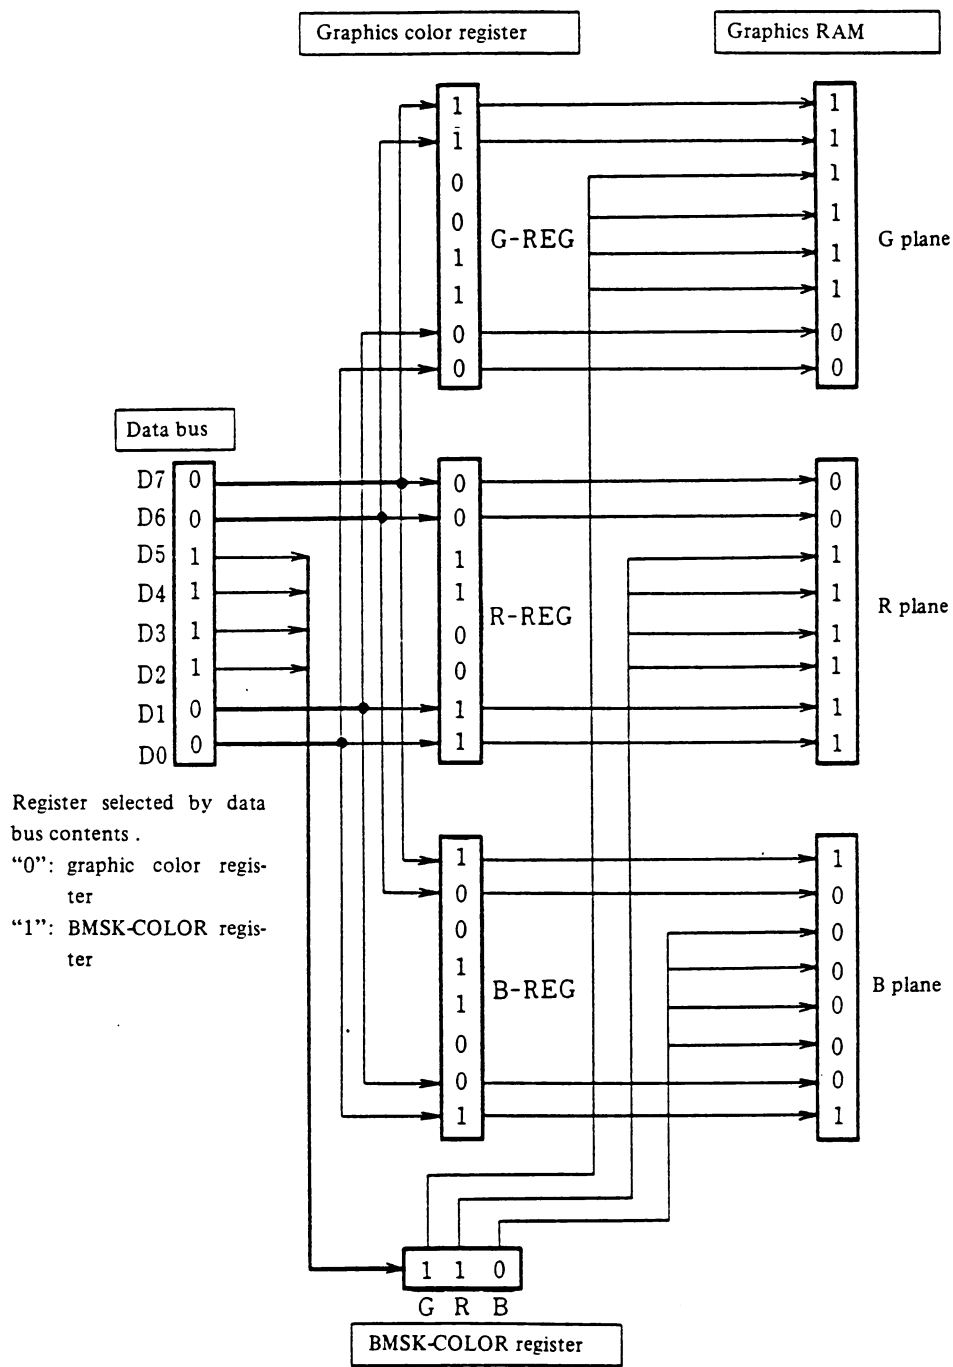 Graphics color register
Graphics RAM
1
1
0
0
1
1
0
0
G-REG
1
1
1
1
1
1
0
0
G plane
Data bus
D7 0
D6 0
D5 1
D4 1
D3 1
D2 1
D1 0
D0 0
0
0
1
1
0
0
1
1
R-REG
0
0
1
1
1
1
1
1
R plane
Register selected by data
bus contents .
“0”: graphic color regis-
ter
“1”: BMSK-COLOR regis-
ter
1
0
0
1
1
0
0
1
B-REG
1
0
0
0
0
0
0
1
B plane
1 1 0
G R B
BMSK-COLOR register